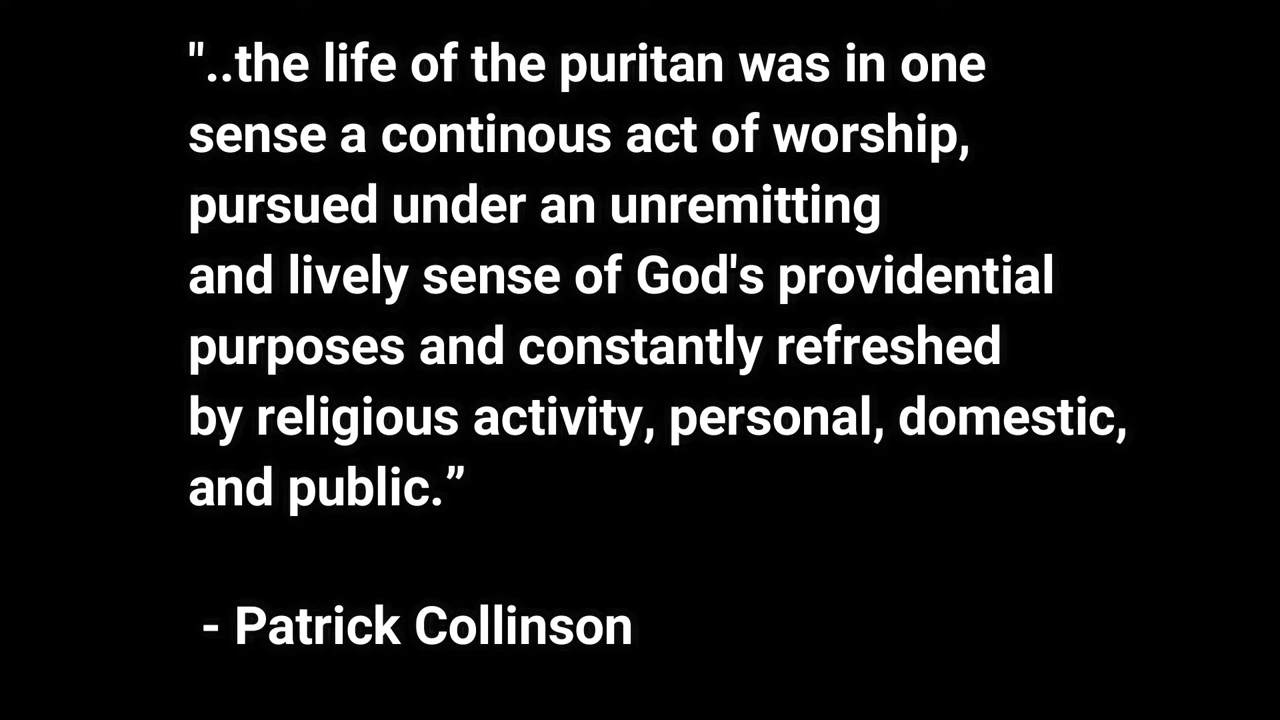 "..the life of the puritan was in one
sense a continous act of worship,
pursued under an unremitting
and lively sense of God's providential
purposes and constantly refreshed
by religious activity, personal, domestic,
and public.”
- Patrick Collinson